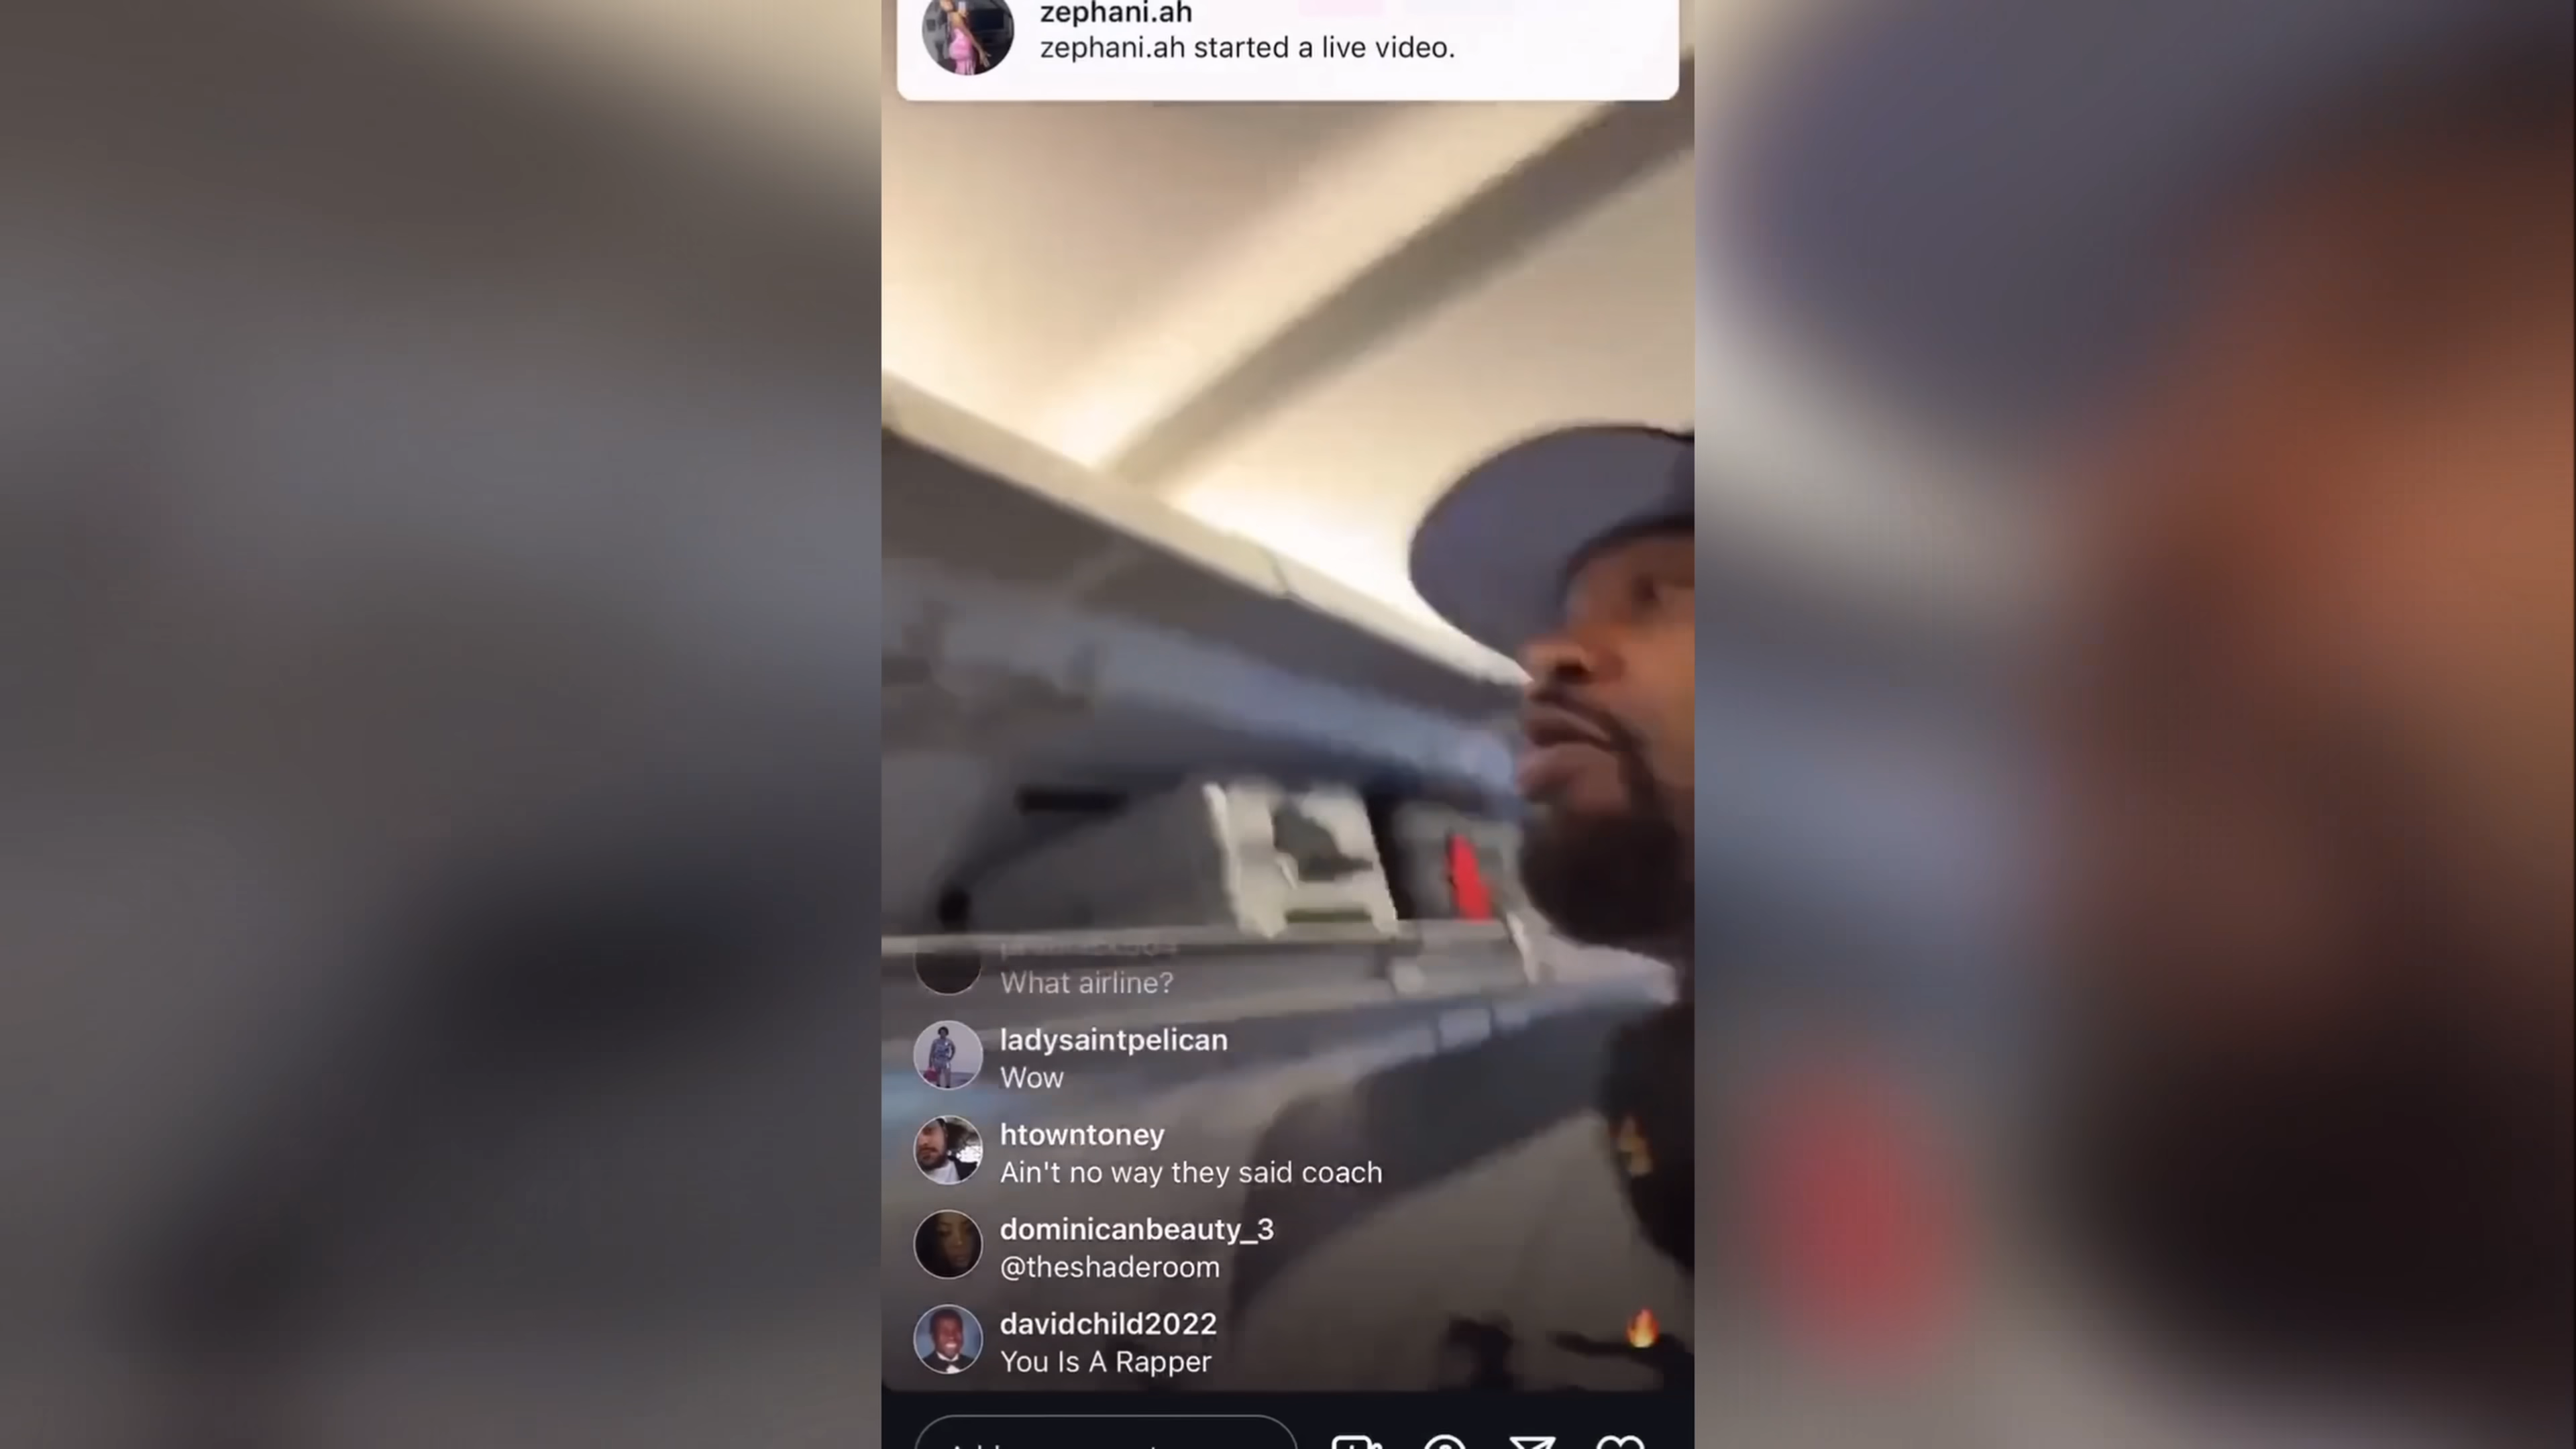 zephani.ah
zephani.ah started a live video.
What airline?
ladysaintpelican
Wow
htowntoney
Ain't no way they said coach
dominicanbeauty_3
@theshaderoom
davidchild2022
You Is A Rapper